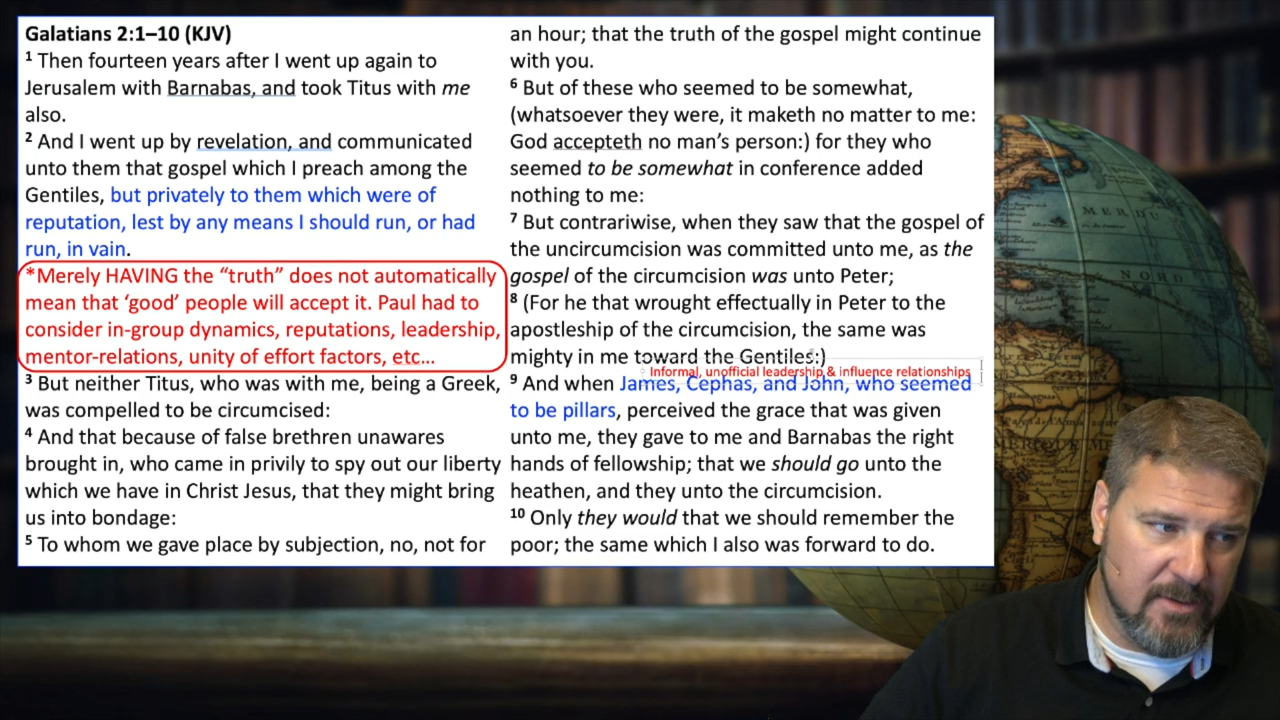 Galatians 2:1–10 (KJV)
1 Then fourteen years after I went up again to
Jerusalem with Barnabas, and took Titus with me
also.
2 And I went up by revelation, and communicated
unto them that gospel which I preach among the
Gentiles, but privately to them which were of
reputation, lest by any means I should run, or had
run, in vain.
*Merely HAVING the “truth” does not automatically
mean that ‘good’ people will accept it. Paul had to
consider in-group dynamics, reputations, leadership,
mentor-relations, unity of effort factors, etc…
3 But neither Titus, who was with me, being a Greek,
was compelled to be circumcised:
4 And that because of false brethren unawares
brought in, who came in privily to spy out our liberty
which we have in Christ Jesus, that they might bring
us into bondage:
5 To whom we gave place by subjection, no, not for
an hour; that the truth of the gospel might continue
with you.
6 But of these who seemed to be somewhat,
(whatsoever they were, it maketh no matter to me:
God accepteth no man’s person:) for they who
seemed to be somewhat in conference added
nothing to me:
7 But contrariwise, when they saw that the gospel of
the uncircumcision was committed unto me, as the
gospel of the circumcision was unto Peter;
8 (For he that wrought effectually in Peter to the
apostleship of the circumcision, the same was
mighty in me toward the Gentiles:)
Informal, unofficial leadership & influence relationships
9 And when James, Cephas, and John, who seemed
to be pillars, perceived the grace that was given
unto me, they gave to me and Barnabas the right
hands of fellowship; that we should go unto the
heathen, and they unto the circumcision.
10 Only they would that we should remember the
poor; the same which I also was forward to do.
MER DU
NORD